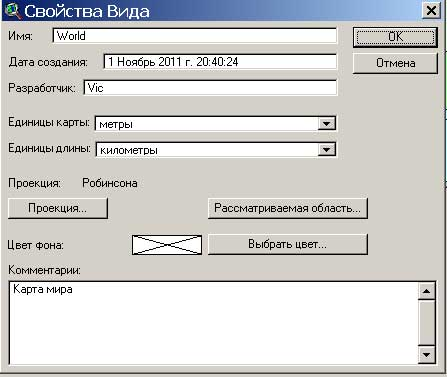 Свойства Вида
Имя: World
OK
Дата создания: 1 Ноябрь 2011 г. 20:40:24
Отмена
Разработчик: Vic
Единицы карты: метры
Единицы длины: километры
Проекция: Робинсона
Проекция... Рассматриваемая область...
Цвет фона: Выбрать цвет...
Комментарии:
Карта мира